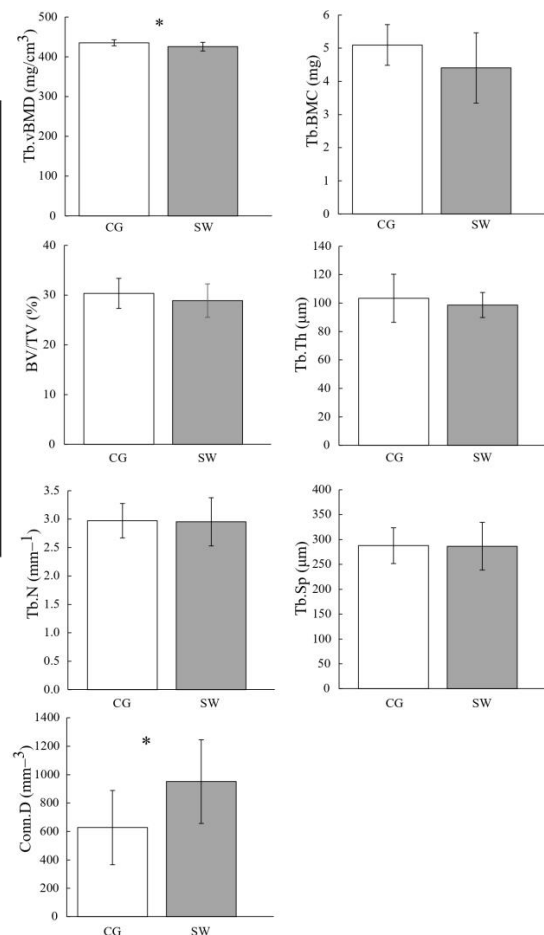 *
500
400
300
200
100
0
Tb.vBMD (mg/cm³)
CG
SW
6
5
4
3
2
1
0
Tb.BMC (mg)
CG
SW
40
30
20
10
0
BV/TV (%)
CG
SW
140
120
100
80
60
40
20
0
Tb.Th (μm)
CG
SW
3.5
3.0
2.5
2.0
1.5
1.0
0.5
0.0
Tb.N (mm–1)
CG
SW
400
350
300
250
200
150
100
50
0
Tb.Sp (μm)
CG
SW
*
1400
1200
1000
800
600
400
200
0
Conn.D (mm–3)
CG
SW